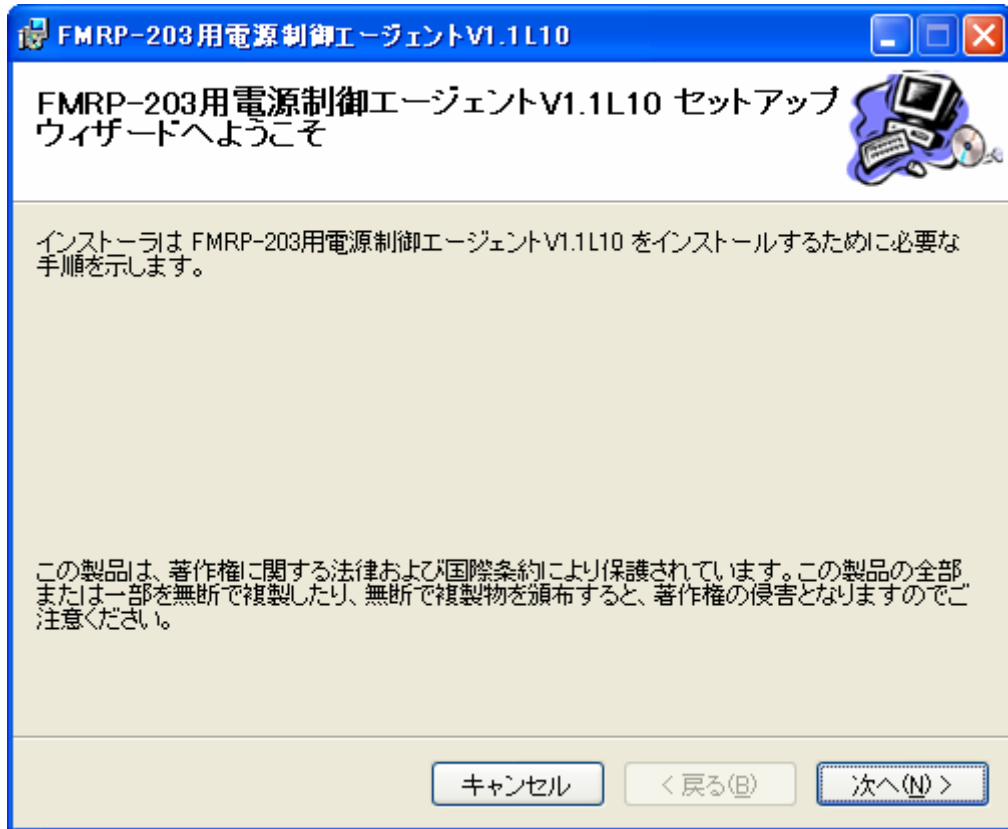 FMRP-203用電源制御エージェントV1.1L10
FMRP-203用電源制御エージェントV1.1L10 セットアップ
ウィザードへようこそ
インストーラは FMRP-203用電源制御エージェントV1.1L10 をインストールするために必要な
手順を示します。
この製品は、著作権に関する法律および国際条約により保護されています。この製品の全部
または一部を無断で複製したり、無断で複製物を頒布すると、著作権の侵害となりますのでご
注意ください。
キャンセル
< 戻る(B)
次へ(N) >